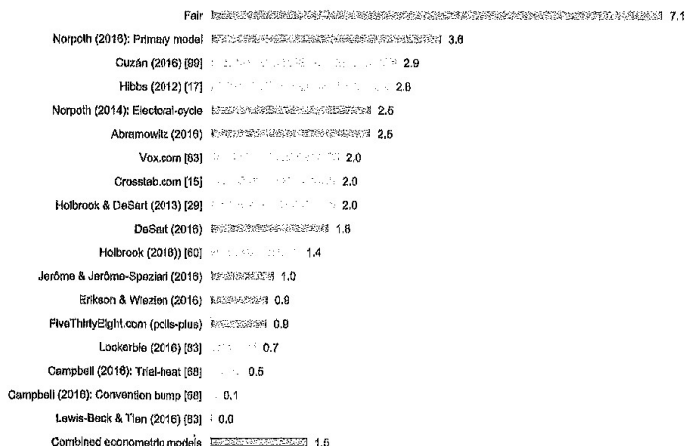 Fair 7.1
Norpoth (2016): Primary model 3.6
Cuzán (2016) [99] 2.9
Hibbs (2012) [17] 2.8
Norpoth (2014): Electoral-cycle 2.5
Abramowitz (2016) 2.5
Vox.com [63] 2.0
Crosstab.com [15] 2.0
Holbrook & DeSart (2013) [29] 2.0
DeSart (2016) 1.8
Holbrook (2016)) [60] 1.4
Jerôme & Jerôme-Speziari (2016) 1.0
Erikson & Wlezien (2016) 0.9
FiveThirtyEight.com (polls-plus) 0.9
Lockerbie (2016) [83] 0.7
Campbell (2016): Trial-heat [68] 0.5
Campbell (2016): Convention bump [68] 0.1
Lewis-Beck & Tien (2016) [83] 0.0
Combined econometric models 1.5